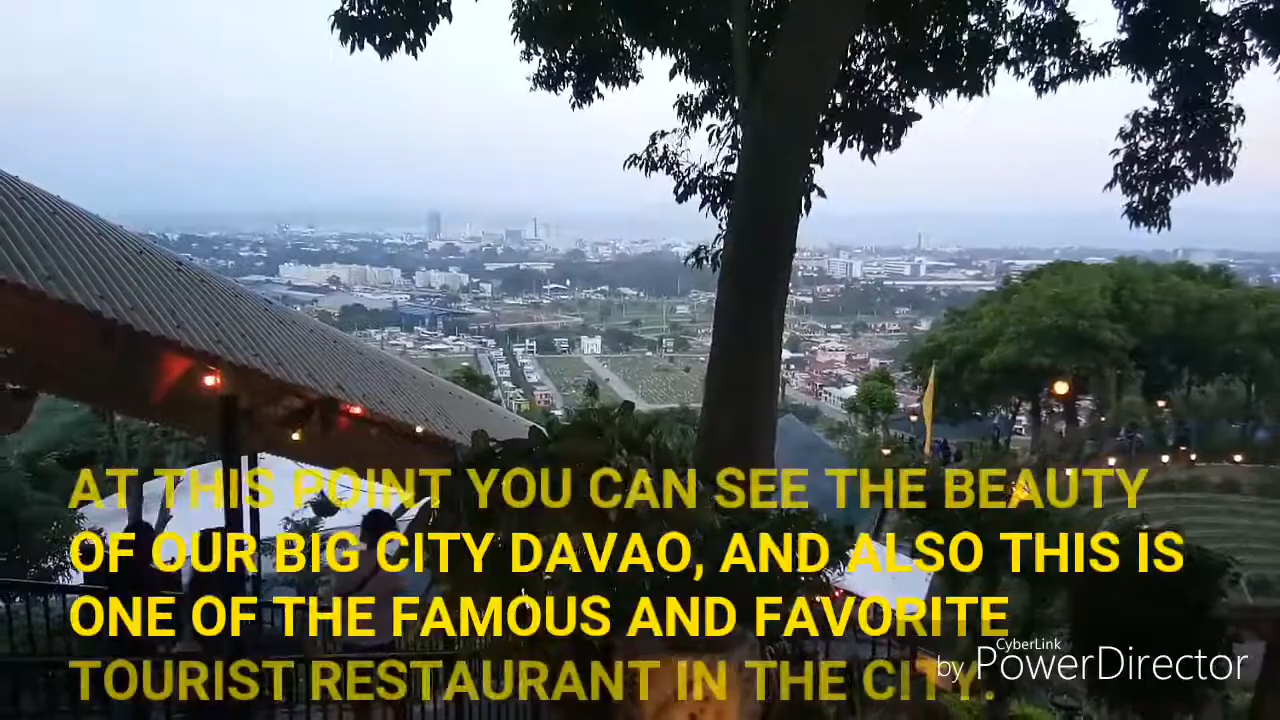 AT THIS POINT YOU CAN SEE THE BEAUTY
OF OUR BIG CITY DAVAO, AND ALSO THIS IS
ONE OF THE FAMOUS AND FAVORITE
TOURIST RESTAURANT IN THE CITY.
CyberLink
by PowerDirector